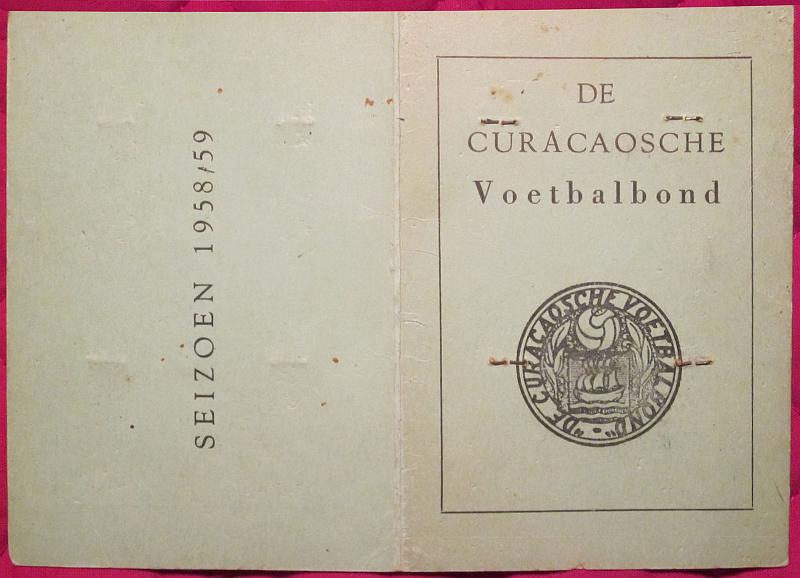 SEIZOEN 1958/59
DE
CURACAOSCHE
Voetbalbond
"DE CURACAOSCHE VOETBALBOND"